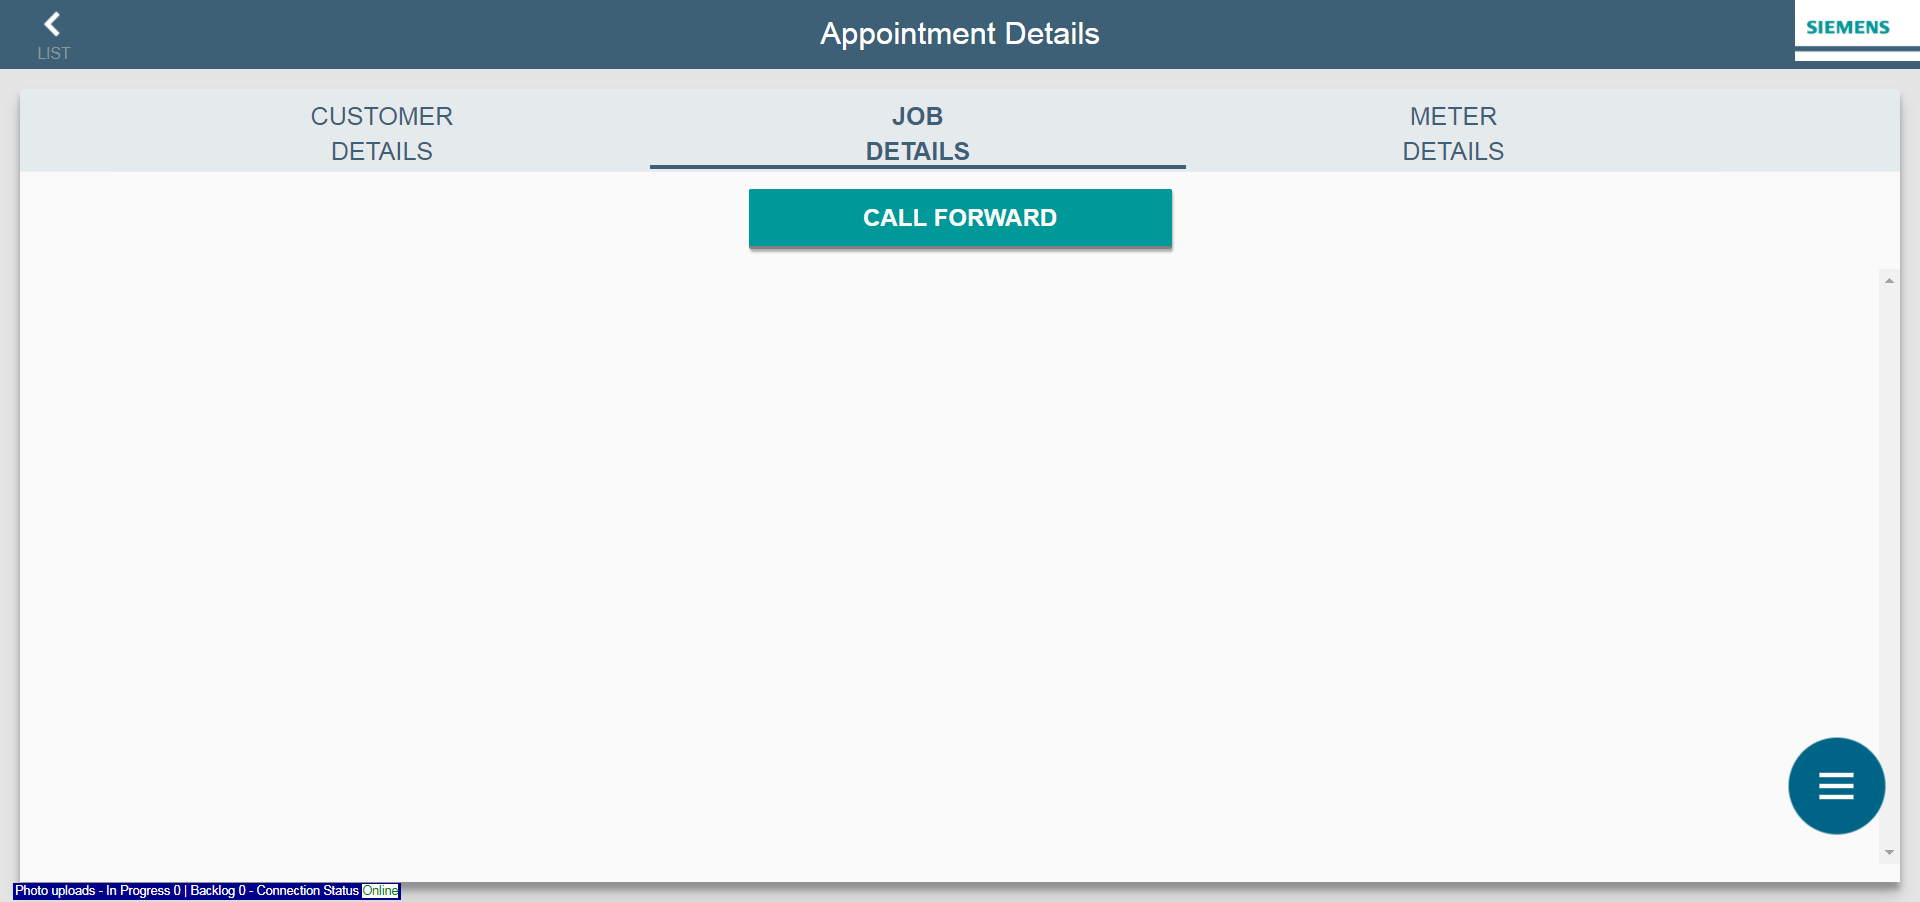 LIST
Appointment Details
SIEMENS
CUSTOMER
DETAILS
JOB
DETAILS
METER
DETAILS
CALL FORWARD
Photo uploads - In Progress 0 | Backlog 0 - Connection Status Online